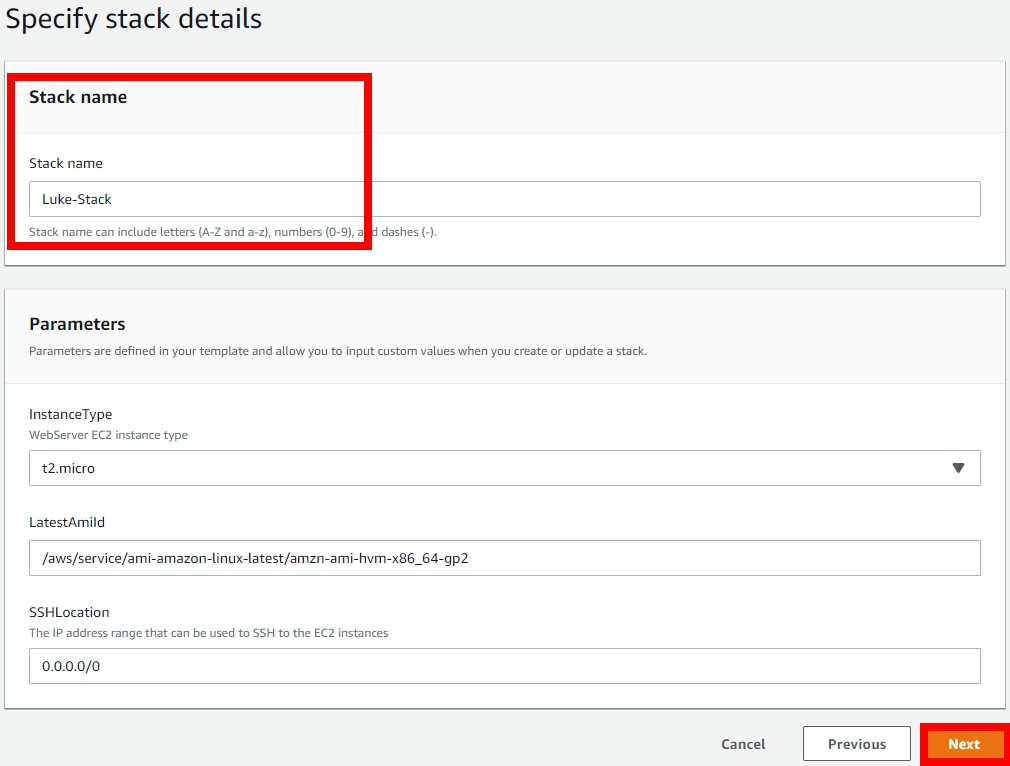 Specify stack details
Stack name
Stack name
Luke-Stack
Stack name can include letters (A-Z and a-z), numbers (0-9), and dashes (-).
Parameters
Parameters are defined in your template and allow you to input custom values when you create or update a stack.
InstanceType
WebServer EC2 instance type
t2.micro
LatestAmiId
/aws/service/ami-amazon-linux-latest/amzn-ami-hvm-x86_64-gp2
SSHLocation
The IP address range that can be used to SSH to the EC2 instances
0.0.0.0/0
Cancel Previous Next